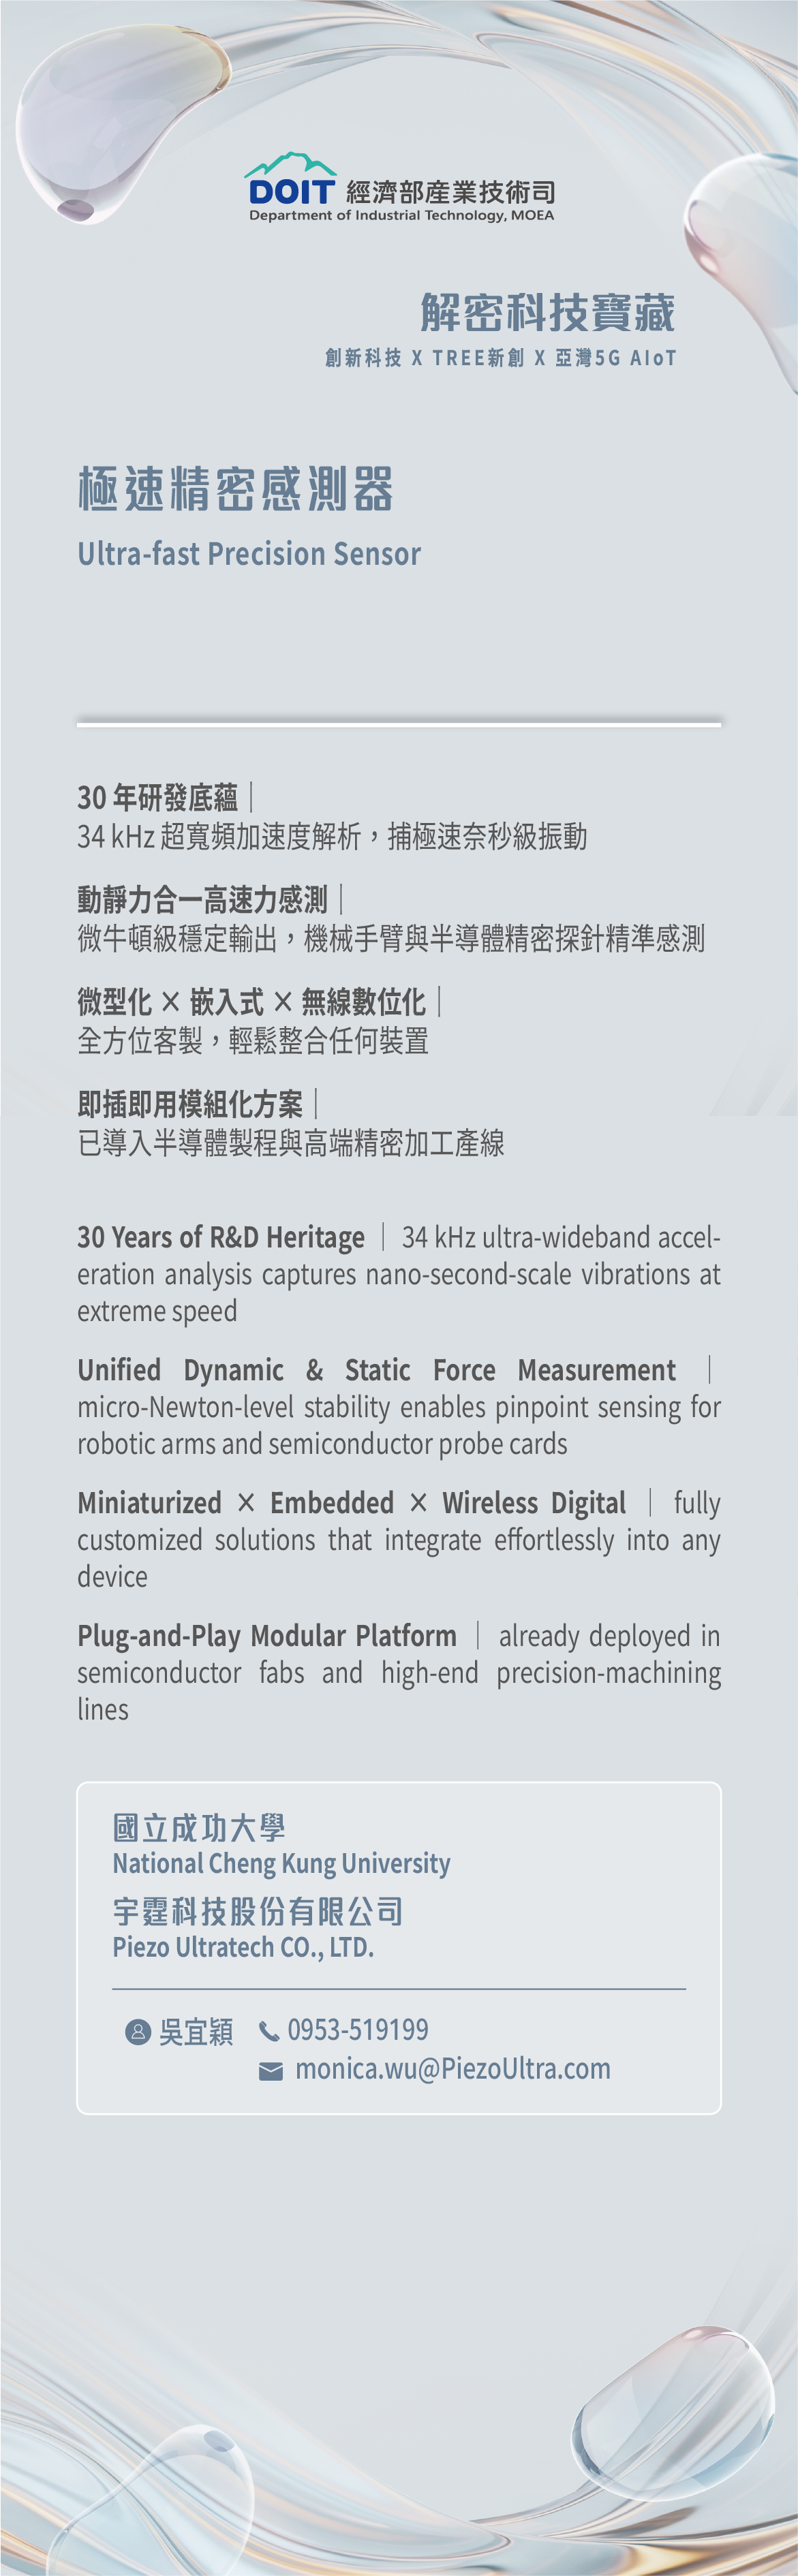 DOIT 經濟部產業技術司
Department of Industrial Technology, MOEA
解密科技寶藏
創新科技 X TREE新創 X 亞灣5G AIoT
極速精密感測器
Ultra-fast Precision Sensor
30 年研發底蘊｜
34 kHz 超寬頻加速度解析，捕極速奈秒級振動
動靜力合一高速力感測｜
微牛頓級穩定輸出，機械手臂與半導體精密探針精準感測
微型化 × 嵌入式 × 無線數位化｜
全方位客製，輕鬆整合任何裝置
即插即用模組化方案｜
已導入半導體製程與高端精密加工產線
30 Years of R&D Heritage ｜ 34 kHz ultra-wideband accel-
eration analysis captures nano-second-scale vibrations at
extreme speed
Unified Dynamic & Static Force Measurement ｜
micro-Newton-level stability enables pinpoint sensing for
robotic arms and semiconductor probe cards
Miniaturized × Embedded × Wireless Digital ｜ fully
customized solutions that integrate effortlessly into any
device
Plug-and-Play Modular Platform ｜ already deployed in
semiconductor fabs and high-end precision-machining
lines
國立成功大學
National Cheng Kung University
宇霆科技股份有限公司
Piezo Ultratech CO., LTD.
吳宜穎 0953-519199
monica.wu@PiezoUltra.com